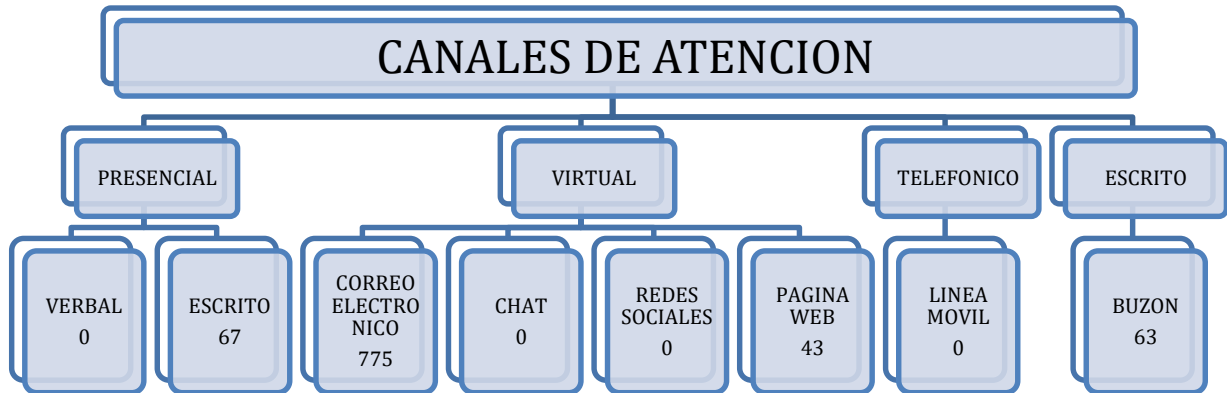 CANALES DE ATENCION
PRESENCIAL
VIRTUAL
TELEFONICO
ESCRITO
VERBAL
0
ESCRITO
67
CORREO
ELECTRO
NICO
775
CHAT
0
REDES
SOCIALES
0
PAGINA
WEB
43
LINEA
MOVIL
0
BUZON
63